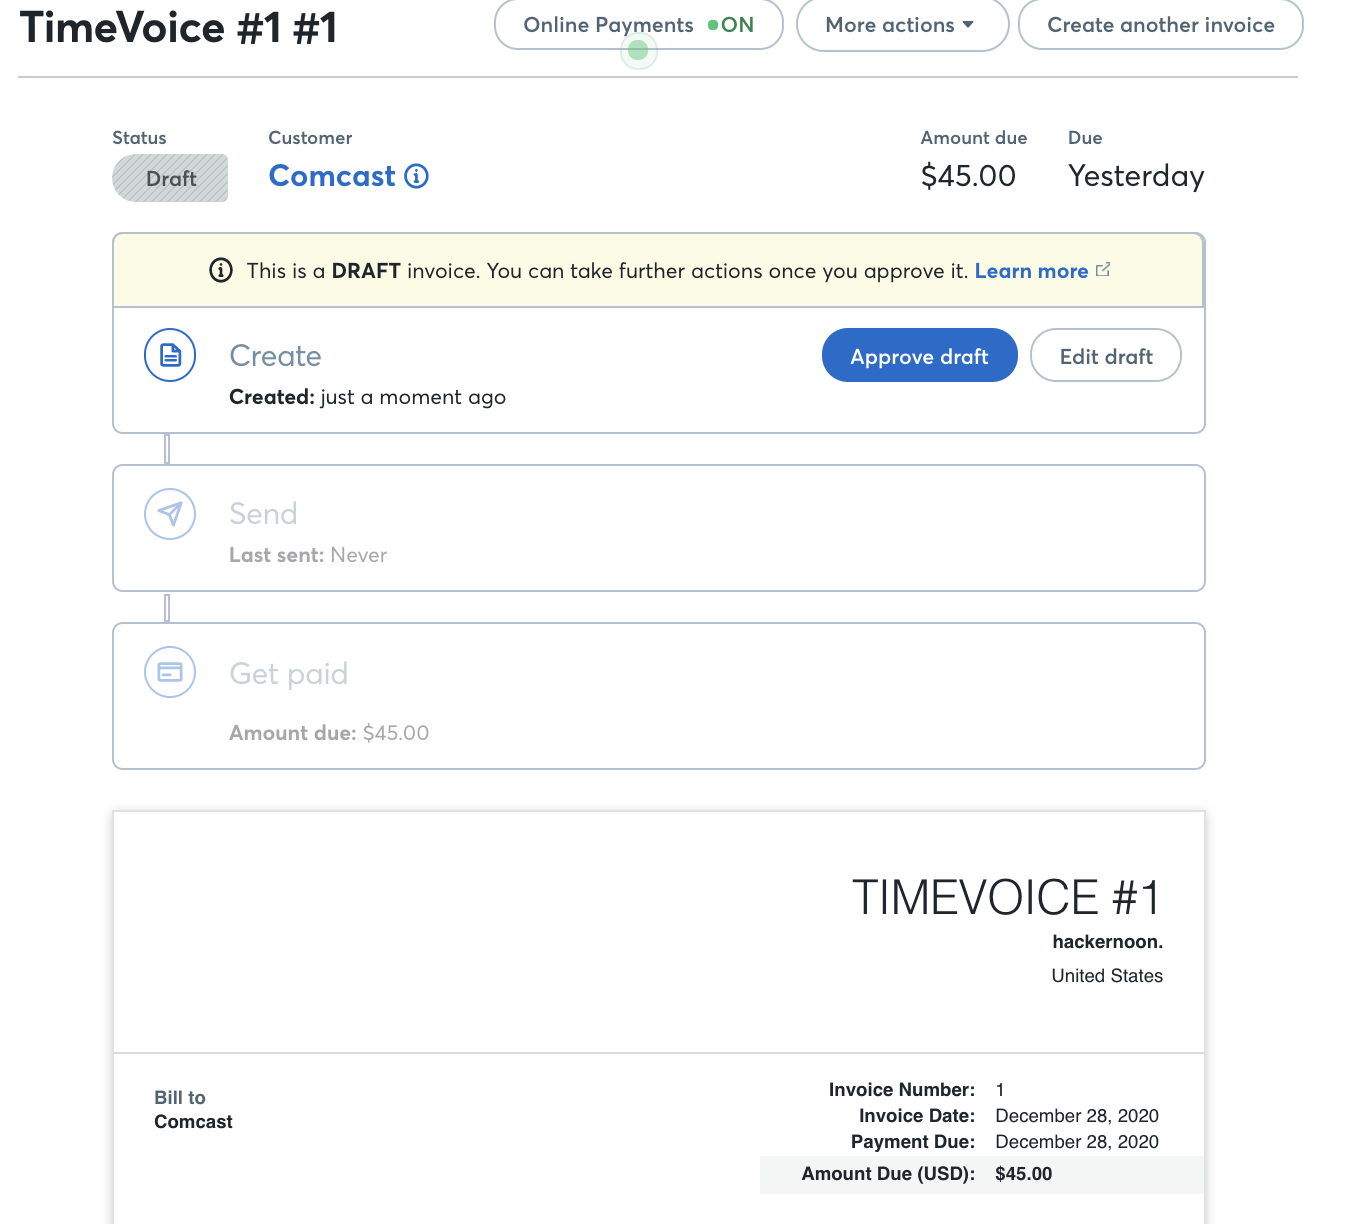 TimeVoice #1 #1
Online Payments ON
More actions
Create another invoice
Status
Customer
Amount due
Due
Draft
Comcast
$45.00
Yesterday
This is a DRAFT invoice. You can take further actions once you approve it. Learn more
Create
Approve draft
Edit draft
Created: just a moment ago
Send
Last sent: Never
Get paid
Amount due: $45.00
TIMEVOICE #1
hackernoon.
United States
Bill to
Comcast
Invoice Number: 1
Invoice Date: December 28, 2020
Payment Due: December 28, 2020
Amount Due (USD): $45.00